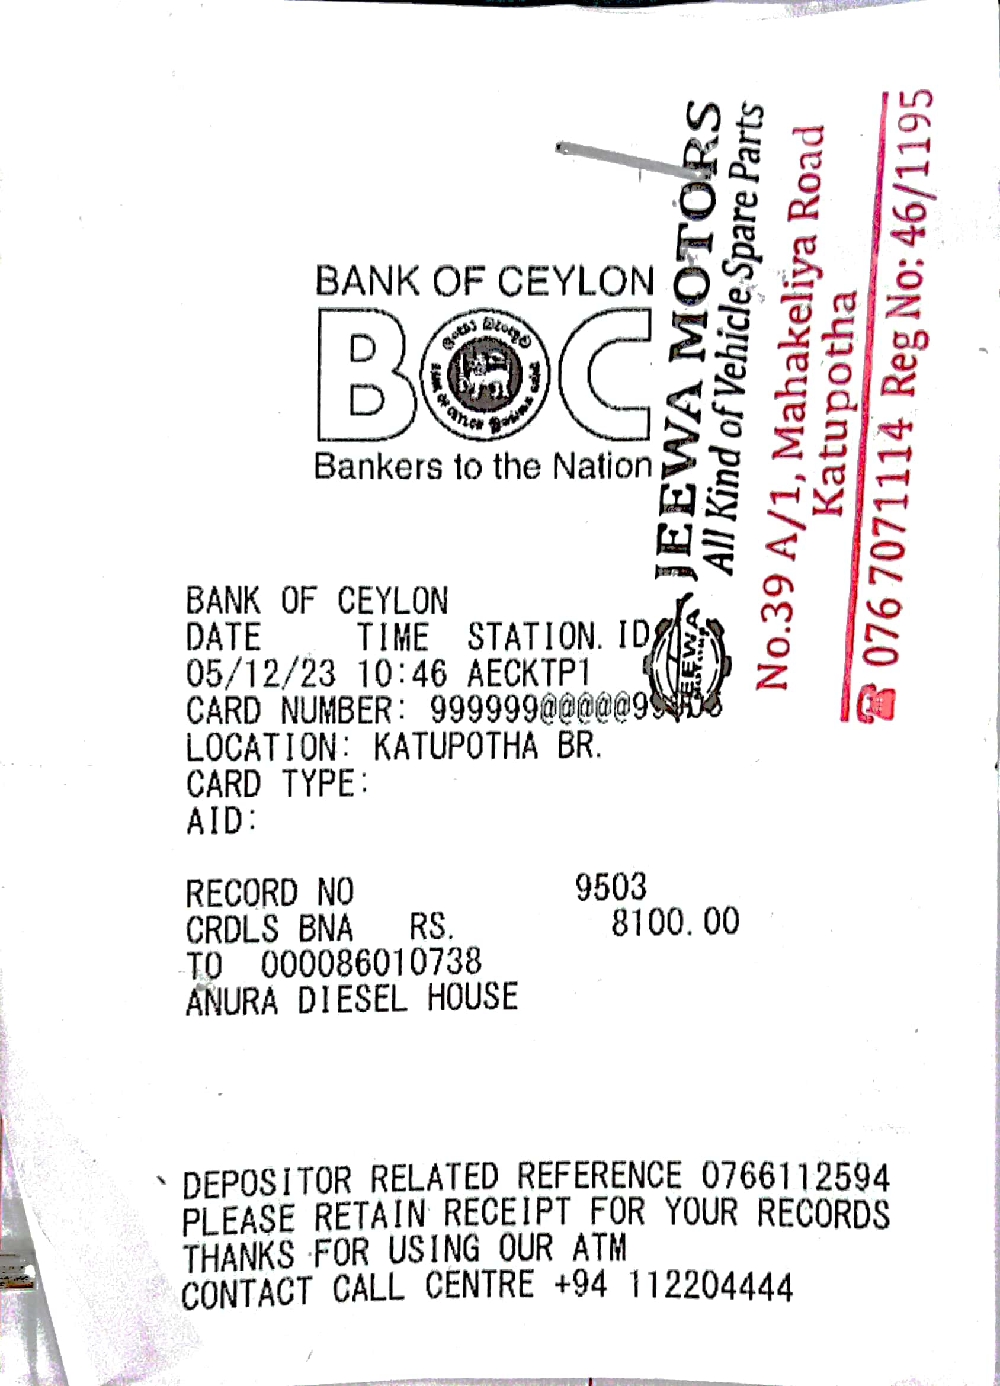 BANK OF CEYLON
BOC
Bankers to the Nation
JEEWA MOTORS
All Kind of Vehicle Spare Parts
No.39 A/1, Mahakeliya Road
Katupotha
☎ 076 7071114 Reg No: 46/1195
BANK OF CEYLON
DATE TIME STATION. ID
05/12/23 10:46 AECKTP1
CARD NUMBER:
LOCATION: KATUPOTHA BR.
CARD TYPE:
AID:
RECORD NO 9503
CRDLS BNA RS. 8100.00
TO 000086010738
ANURA DIESEL HOUSE
DEPOSITOR RELATED REFERENCE 0766112594
PLEASE RETAIN RECEIPT FOR YOUR RECORDS
THANKS FOR USING OUR ATM
CONTACT CALL CENTRE +94 112204444